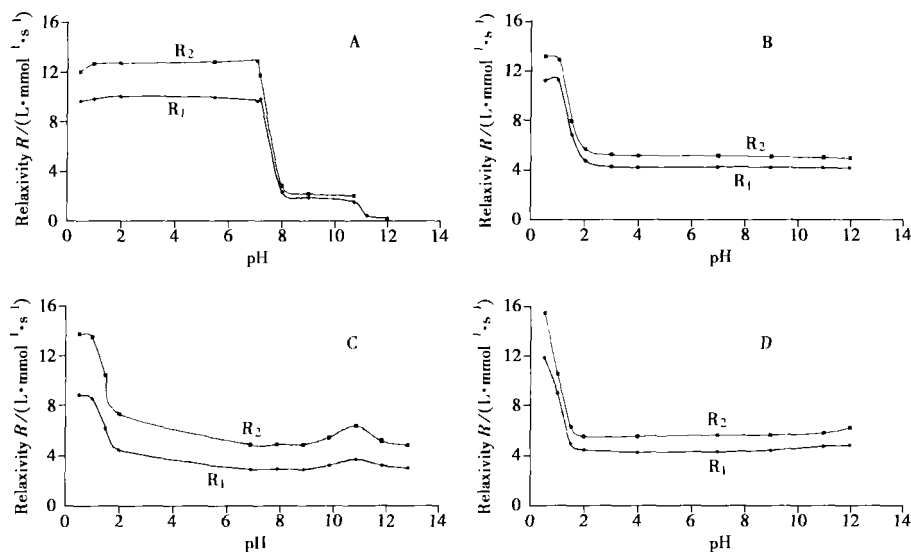 Relaxivity R/(L•mmol ¹•s ¹)
16
12
8
4
0
A
R₂
R₁
0 2 4 6 8 10 12 14
pH
Relaxivity R/(L•mmol ¹•s ¹)
16
12
8
4
0
B
R₂
R₁
0 2 4 6 8 10 12 14
pH
Relaxivity R/(L•mmol ¹•s ¹)
16
12
8
4
0
C
R₂
R₁
0 2 4 6 8 10 12 14
pH
Relaxivity R/(L•mmol ¹•s ¹)
16
12
8
4
0
D
R₂
R₁
0 2 4 6 8 10 12 14
pH